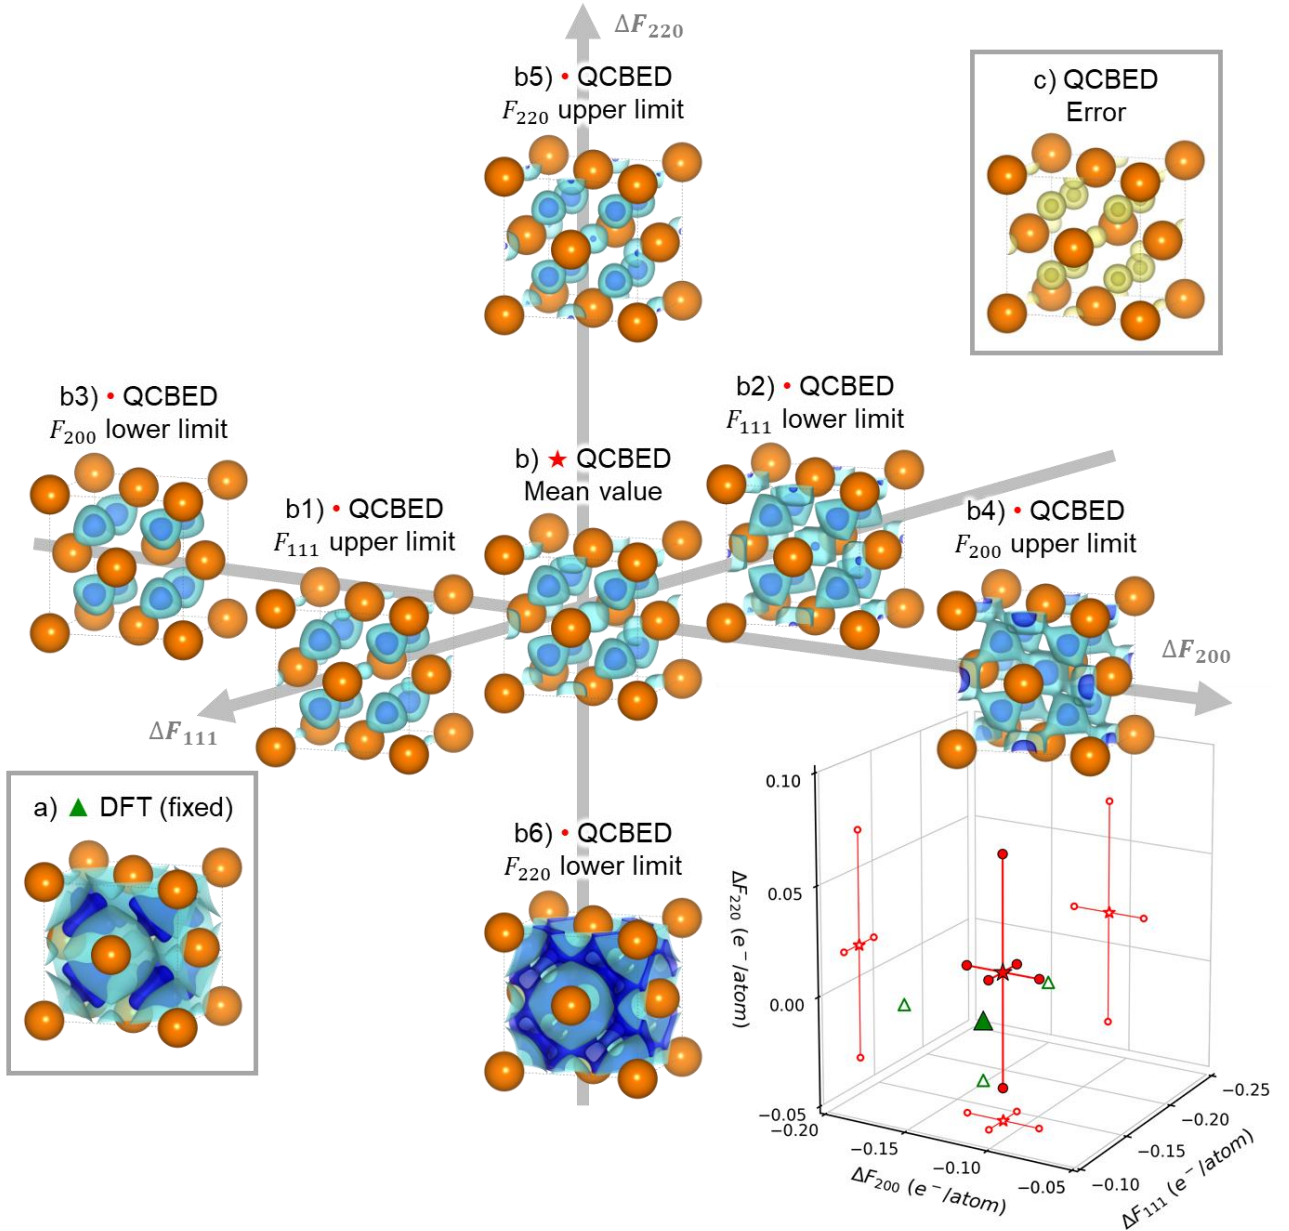 ΔF₂₂₀
b5) • QCBED
F₂₂₀ upper limit
c) QCBED
Error
b3) • QCBED
F₂₀₀ lower limit
b2) • QCBED
F₁₁₁ lower limit
b) ★ QCBED
Mean value
b1) • QCBED
F₁₁₁ upper limit
b4) • QCBED
F₂₀₀ upper limit
ΔF₂₀₀
ΔF₁₁₁
a) ▲ DFT (fixed)
b6) • QCBED
F₂₂₀ lower limit
0.10
0.05
0.00
−0.05
ΔF₂₂₀ (e⁻/atom)
−0.20
−0.15
−0.10
−0.05
ΔF₂₀₀ (e⁻/atom)
−0.25
−0.20
−0.15
−0.10
ΔF₁₁₁ (e⁻/atom)